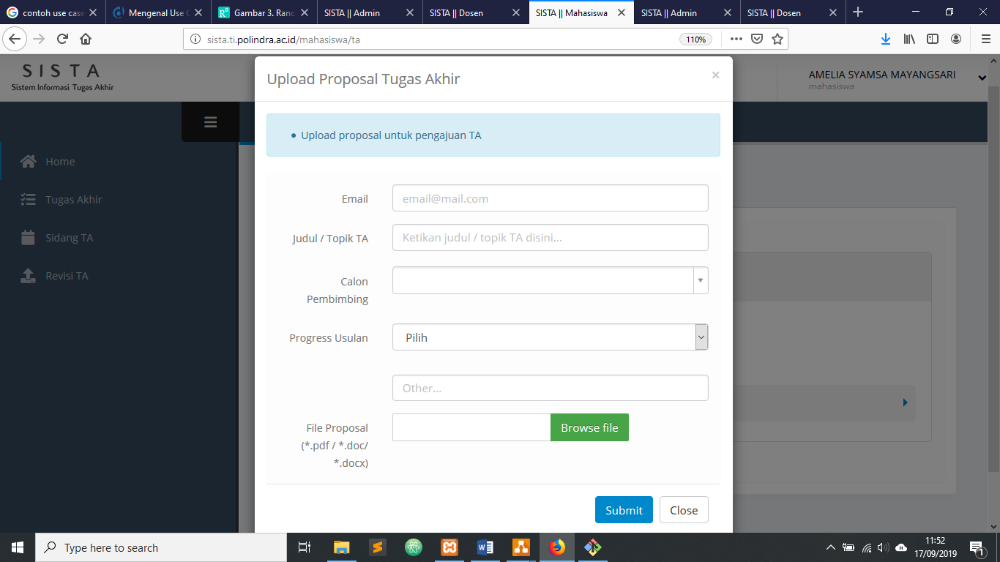 contoh use case
Mengenal Use C
Gambar 3. Ranc
SISTA || Admin
SISTA || Dosen
SISTA || Mahasiswa
SISTA || Admin
SISTA || Dosen
sista.ti.polindra.ac.id/mahasiswa/ta
110%
SISTA
Sistem Informasi Tugas Akhir
AMELIA SYAMSA MAYANGSARI
mahasiswa
Home
Tugas Akhir
Sidang TA
Revisi TA
Upload Proposal Tugas Akhir
×
• Upload proposal untuk pengajuan TA
Email
email@mail.com
Judul / Topik TA
Ketikan judul / topik TA disini...
Calon
Pembimbing
Progress Usulan
Pilih
Other...
File Proposal
(*.pdf / *.doc/
*.docx)
Browse file
Submit
Close
Type here to search
11:52
17/09/2019
1